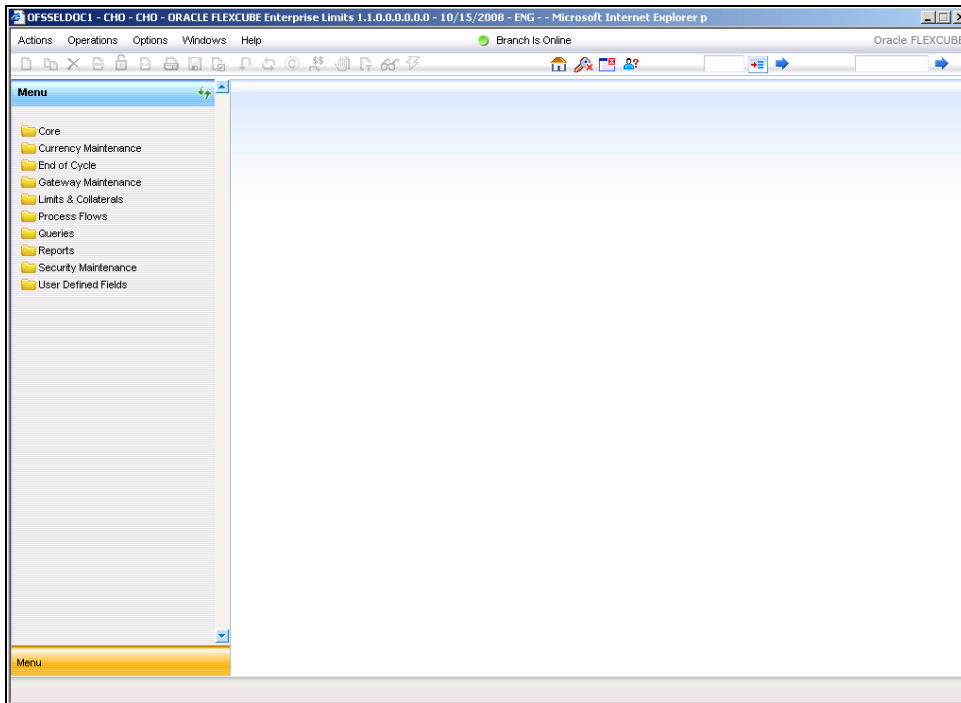 OFSSELDOC1 - CHO - CHO - ORACLE FLEXCUBE Enterprise Limits 1.1.0.0.0.0.0.0 - 10/15/2008 - ENG - - Microsoft Internet Explorer p
Actions Operations Options Windows Help Branch Is Online Oracle FLEXCUBE
Menu
Core
Currency Maintenance
End of Cycle
Gateway Maintenance
Limits & Collaterals
Process Flows
Queries
Reports
Security Maintenance
User Defined Fields
Menu